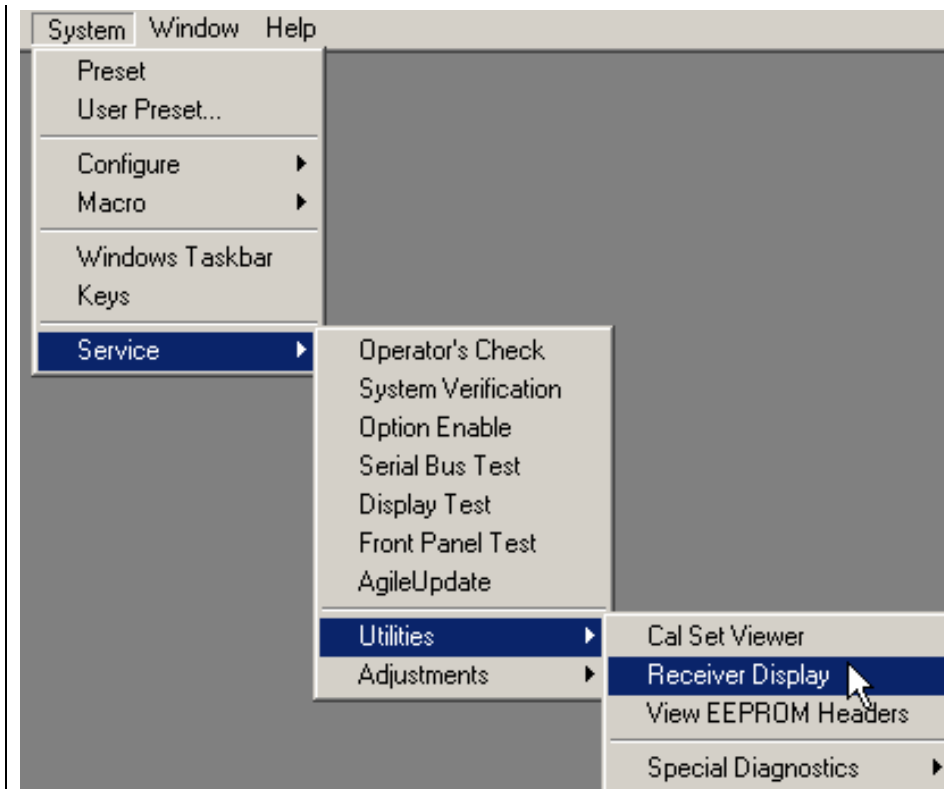 System Window Help
Preset
User Preset...
Configure
Macro
Windows Taskbar
Keys
Service
Operator's Check
System Verification
Option Enable
Serial Bus Test
Display Test
Front Panel Test
AgileUpdate
Utilities
Adjustments
Cal Set Viewer
Receiver Display
View EEPROM Headers
Special Diagnostics